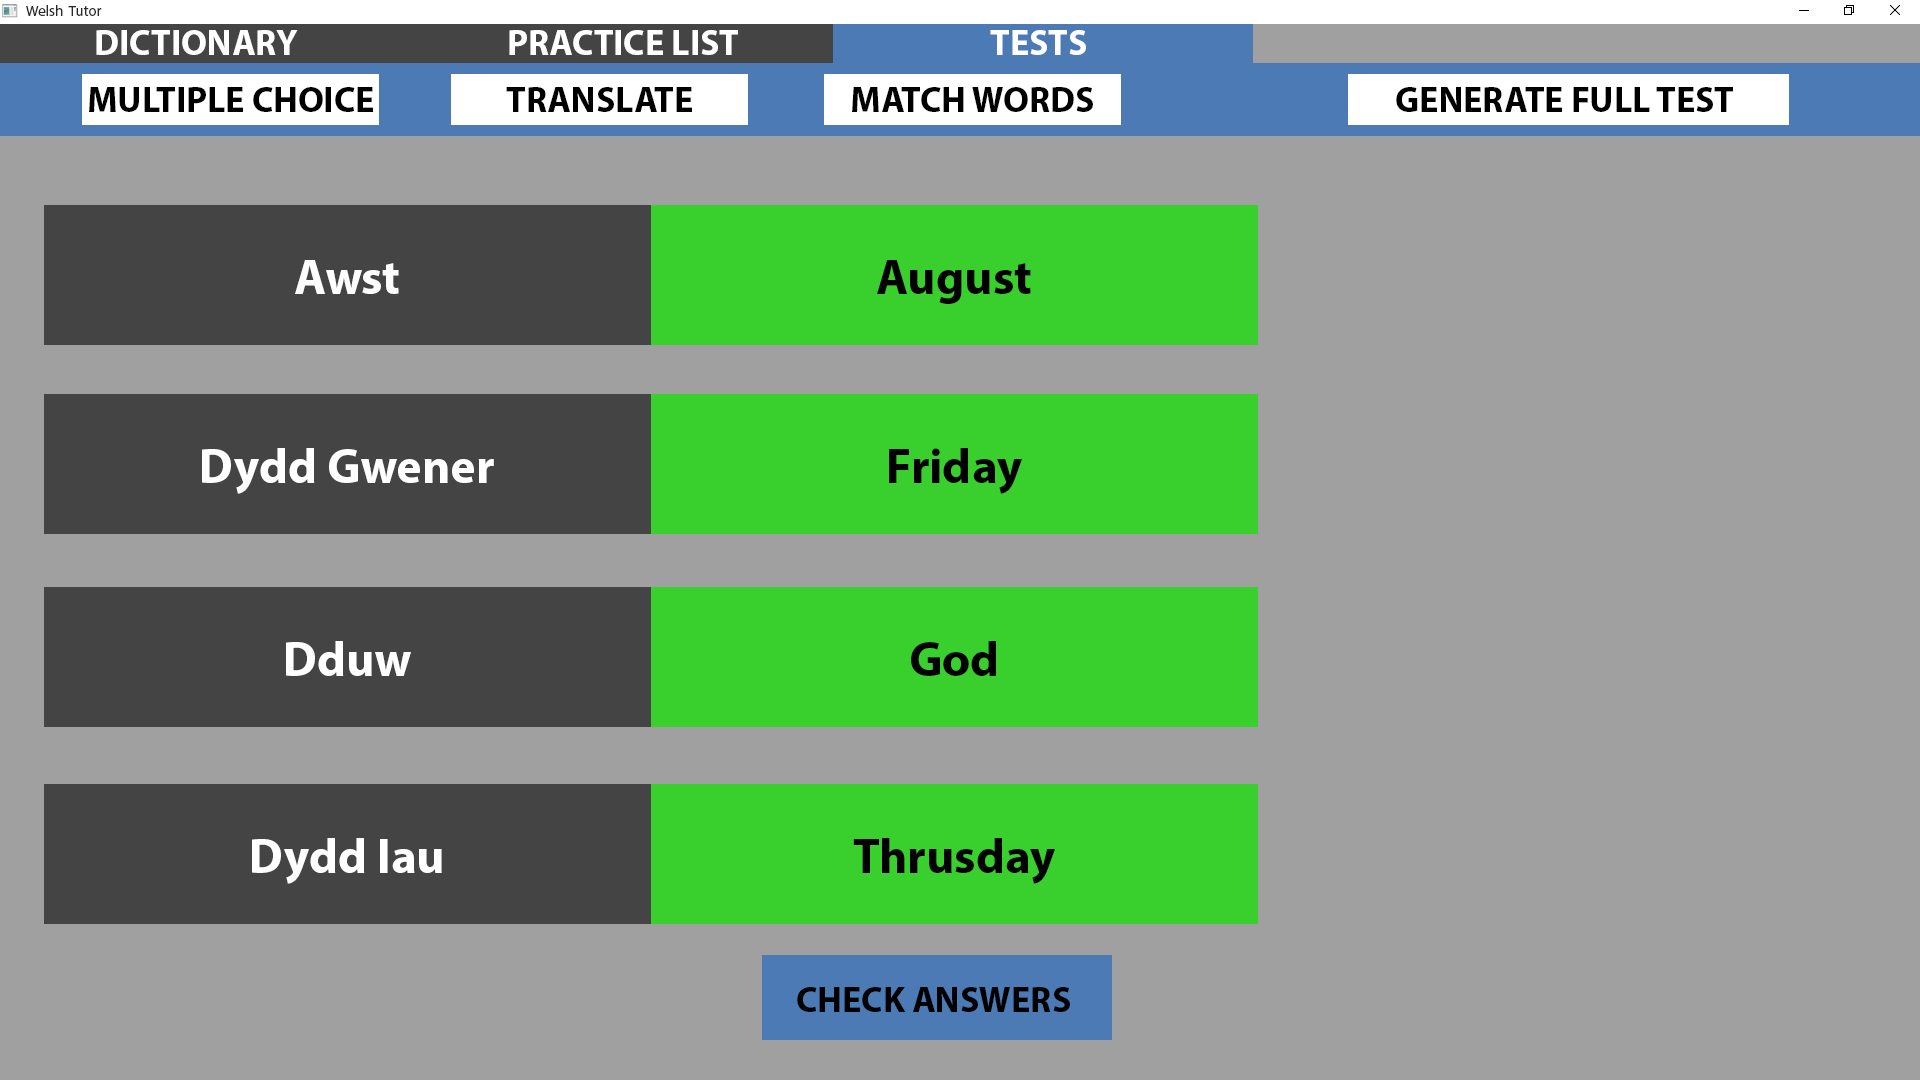 Welsh Tutor
DICTIONARY PRACTICE LIST TESTS
MULTIPLE CHOICE TRANSLATE MATCH WORDS GENERATE FULL TEST
Awst August
Dydd Gwener Friday
Dduw God
Dydd Iau Thrusday
CHECK ANSWERS